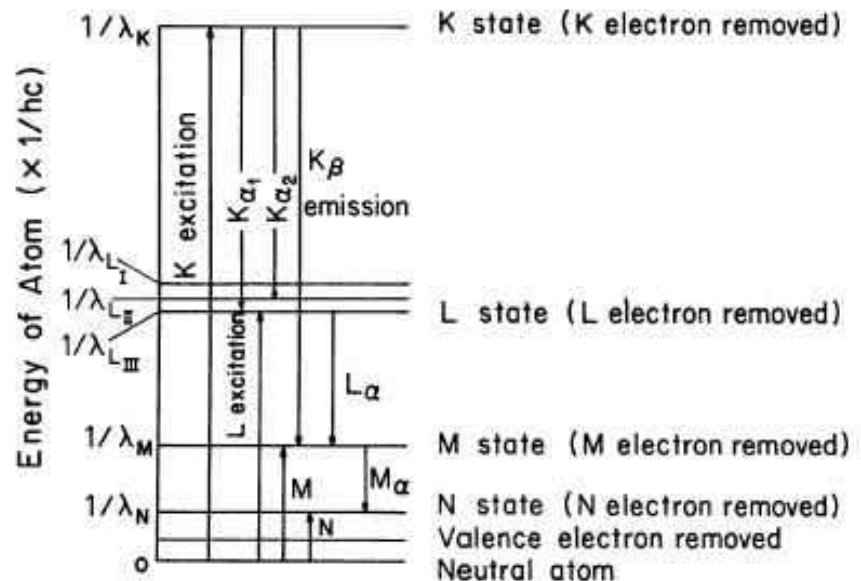 1/λK
K state (K electron removed)
Energy of Atom (× 1/hc)
K excitation
Kα1
Kα2
Kβ
emission
1/λLI
1/λLII
1/λLIII
L state (L electron removed)
L excitation
Lα
1/λM
M state (M electron removed)
M
Mα
1/λN
N state (N electron removed)
N
Valence electron removed
0
Neutral atom